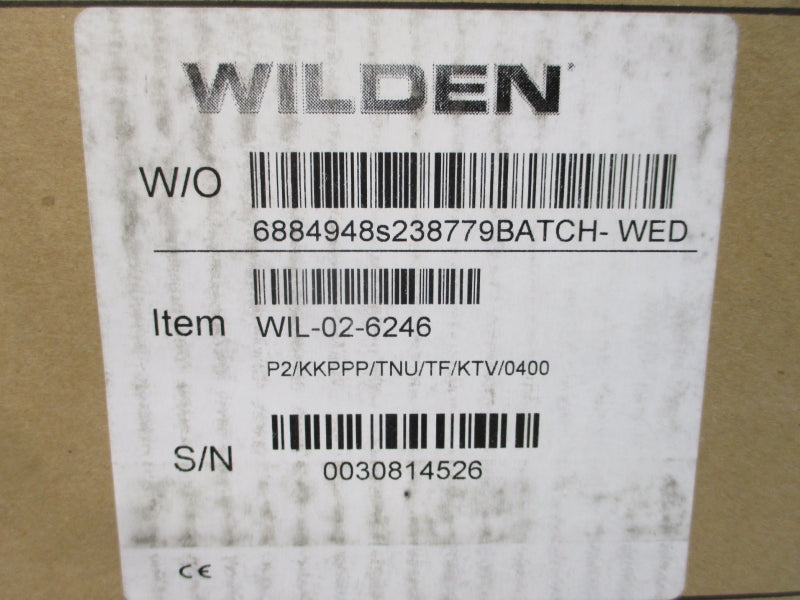 WILDEN
W/O
6884948s238779BATCH- WED
Item WIL-02-6246
P2/KKPPP/TNU/TF/KTV/0400
S/N
0030814526
CE